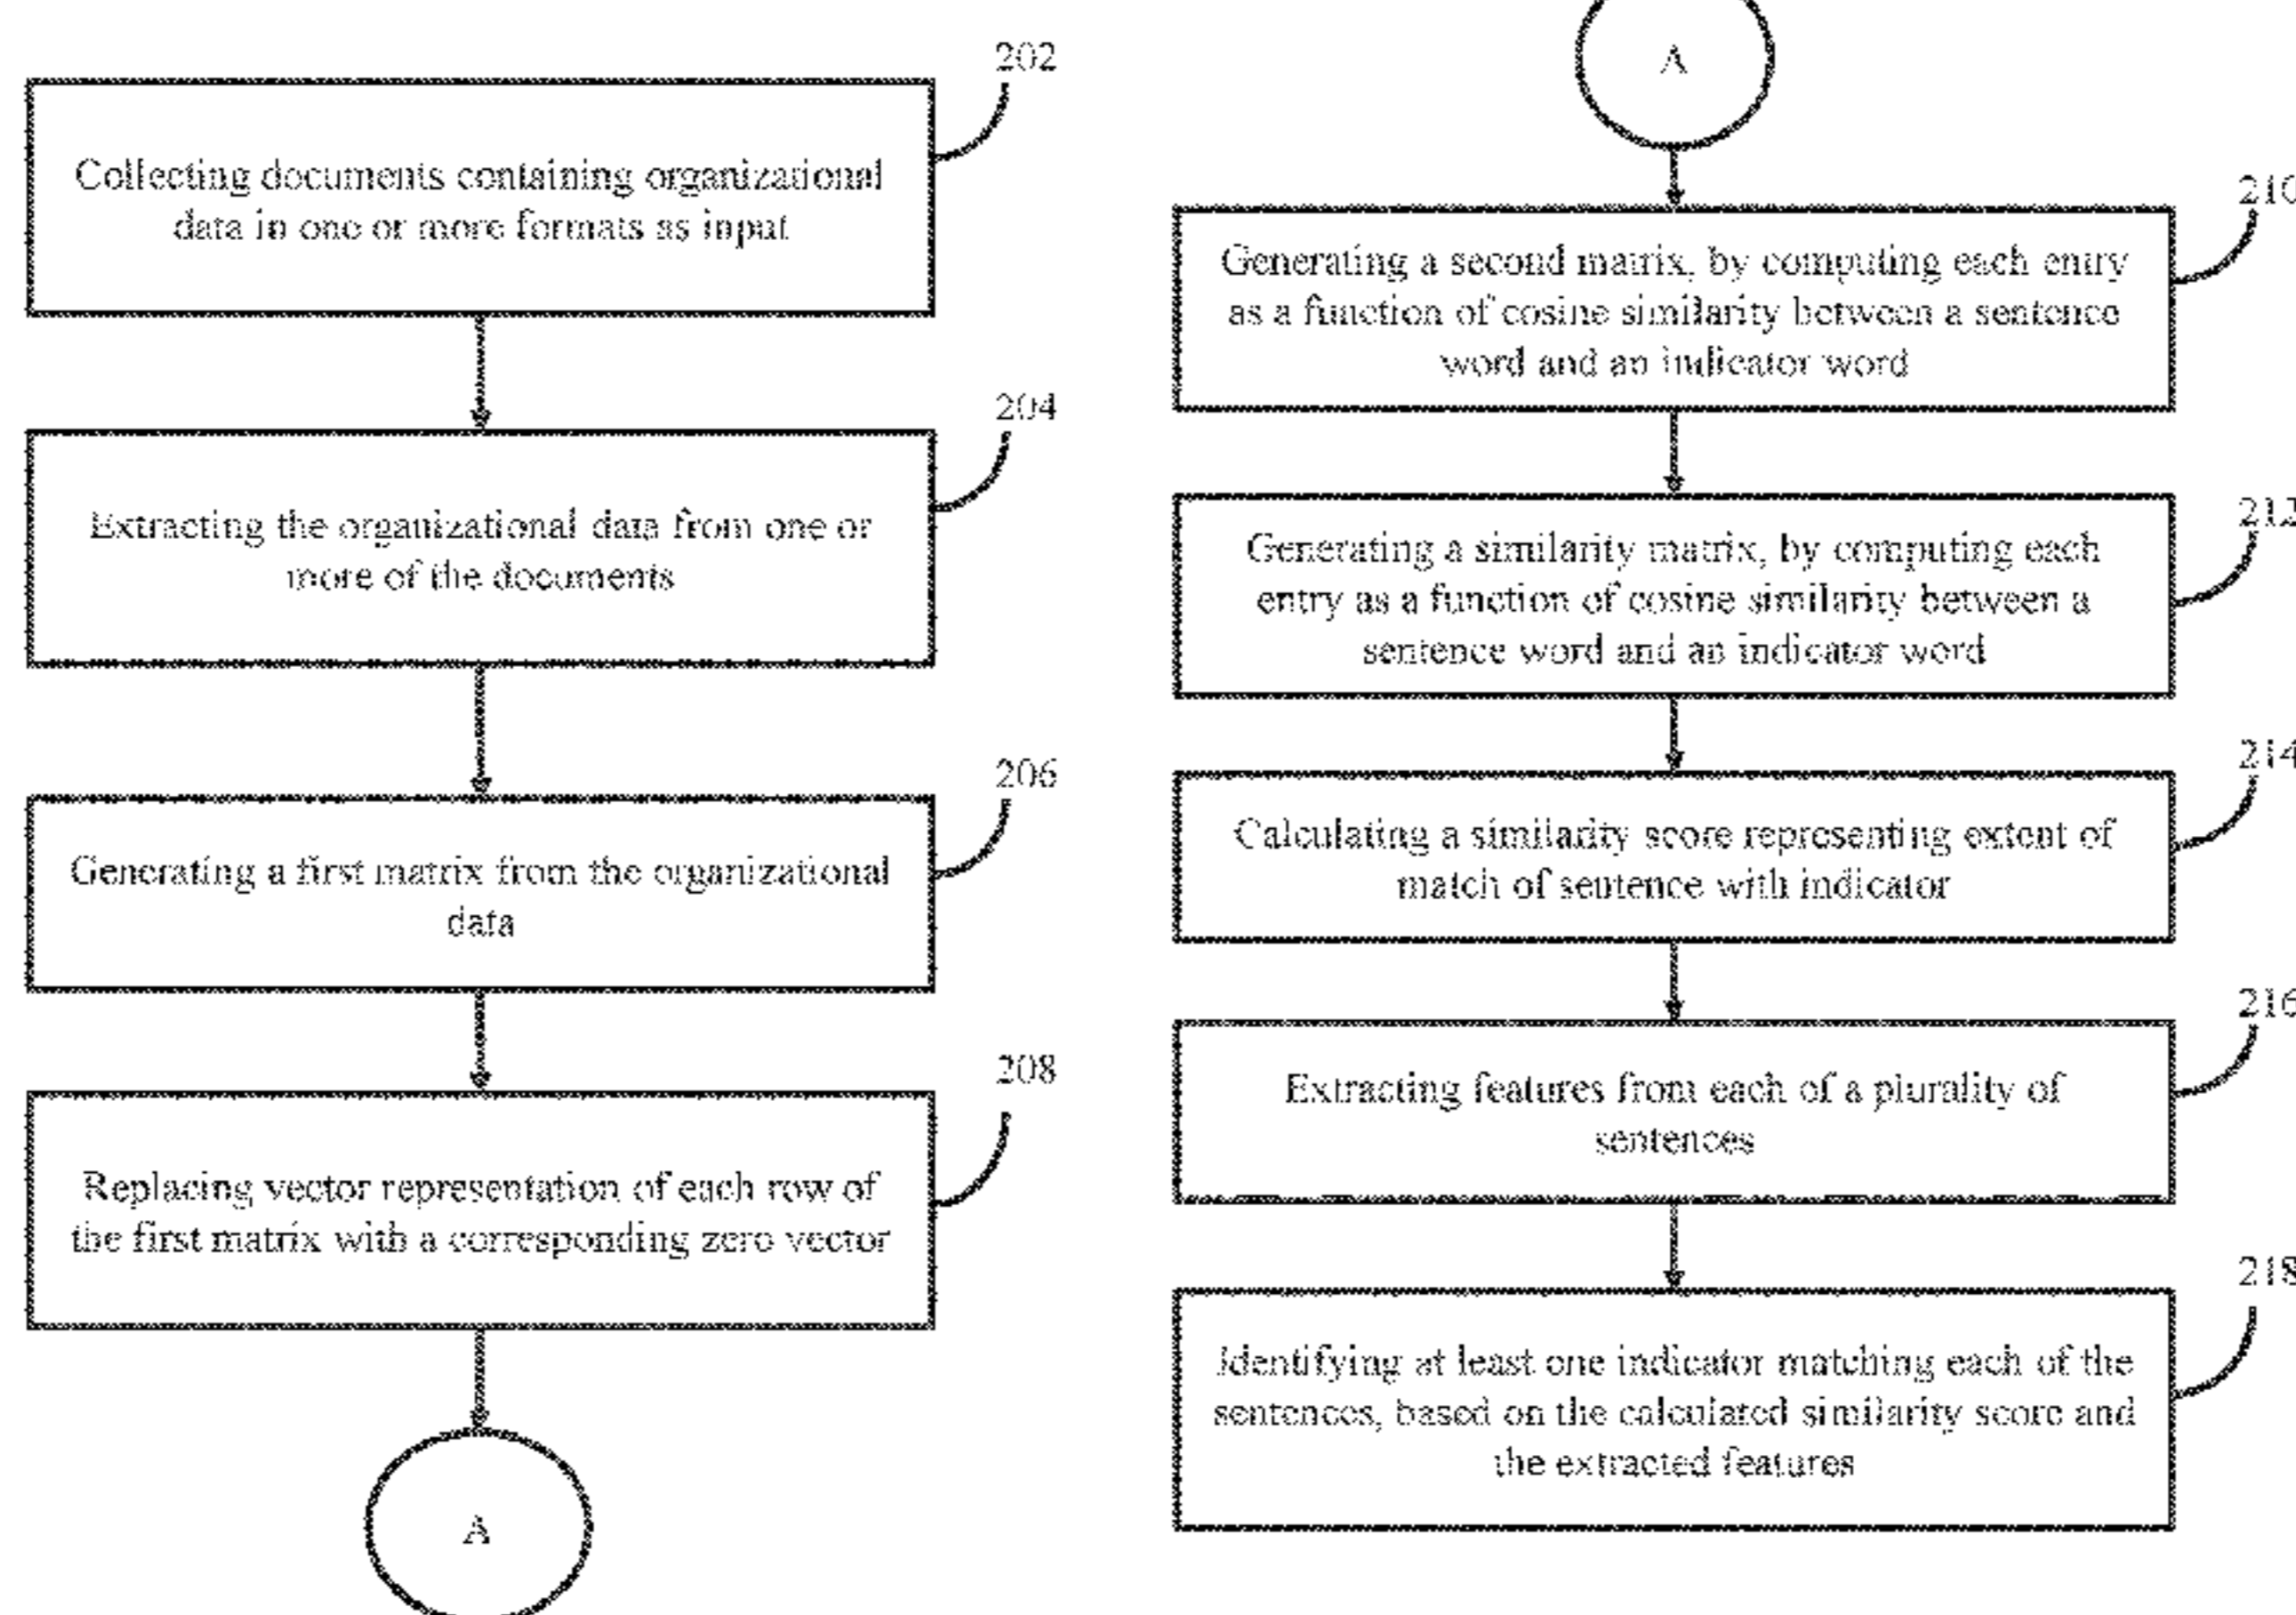 202
Collecting documents containing organizational
data in one or more formats as input
204
Extracting the organizational data from one or
more of the documents
206
Generating a first matrix from the organizational
data
208
Replacing vector representation of each row of
the first matrix with a corresponding zero vector
A
A
210
Generating a second matrix, by computing each entry
as a function of cosine similarity between a sentence
word and an indicator word
212
Generating a similarity matrix, by computing each
entry as a function of cosine similarity between a
sentence word and an indicator word
214
Calculating a similarity score representing extent of
match of sentence with indicator
216
Extracting features from each of a plurality of
sentences
218
Identifying at least one indicator matching each of the
sentences, based on the calculated similarity score and
the extracted features